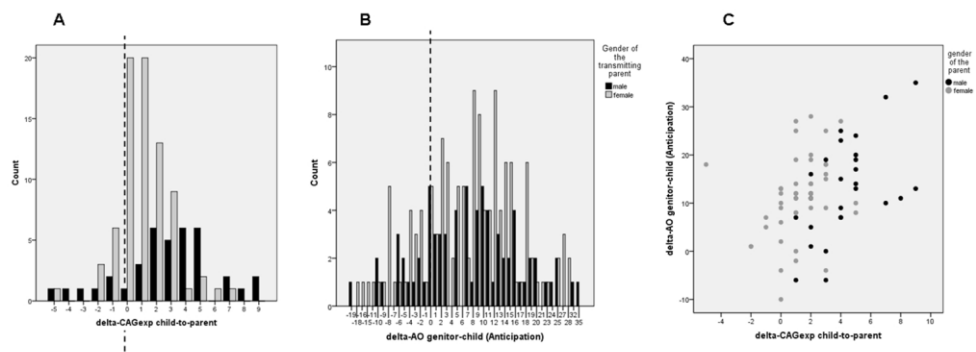 A
B
C
Count
20
15
10
5
0
-5 -4 -3 -2 -1 0 1 2 3 4 5 6 7 8 9
delta-CAGexp child-to-parent
Count
10
8
6
4
2
0
Gender of
the
transmitting
parent
male
female
delta-AO genitor-child (Anticipation)
delta-AO genitor-child (Anticipation)
40
30
20
10
0
-10
-6 -4 -2 0 2 4 6 8 10
delta-CAGexp child-to-parent
gender
of the
parent
male
female